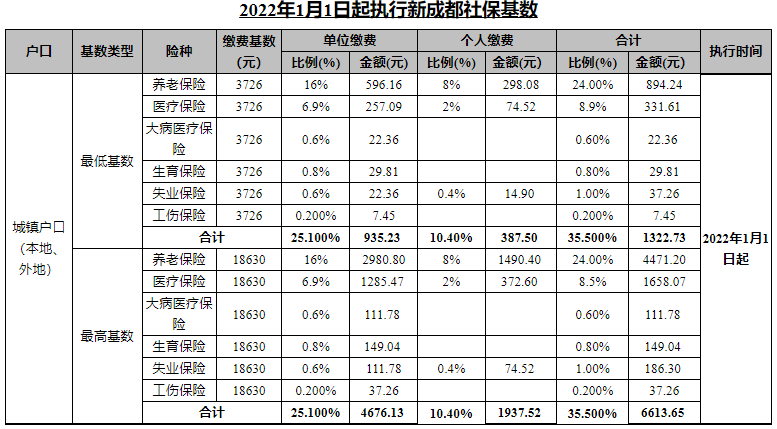 2022年1月1日起执行新成都社保基数
户口 基数类型 险种 缴费基数(元) 单位缴费 个人缴费 合计 执行时间
比例(%) 金额(元) 比例(%) 金额(元) 比例(%) 金额(元)
城镇户口(本地、外地) 最低基数 养老保险 3726 16% 596.16 8% 298.08 24.00% 894.24 2022年1月1日起
医疗保险 3726 6.9% 257.09 2% 74.52 8.9% 331.61
大病医疗保险 3726 0.6% 22.36 0.60% 22.36
生育保险 3726 0.8% 29.81 0.80% 29.81
失业保险 3726 0.6% 22.36 0.4% 14.90 1.00% 37.26
工伤保险 3726 0.200% 7.45 0.200% 7.45
合计 25.100% 935.23 10.40% 387.50 35.500% 1322.73
最高基数 养老保险 18630 16% 2980.80 8% 1490.40 24.00% 4471.20
医疗保险 18630 6.9% 1285.47 2% 372.60 8.5% 1658.07
大病医疗保险 18630 0.6% 111.78 0.60% 111.78
生育保险 18630 0.8% 149.04 0.80% 149.04
失业保险 18630 0.6% 111.78 0.4% 74.52 1.00% 186.30
工伤保险 18630 0.200% 37.26 0.200% 37.26
合计 25.100% 4676.13 10.40% 1937.52 35.500% 6613.65